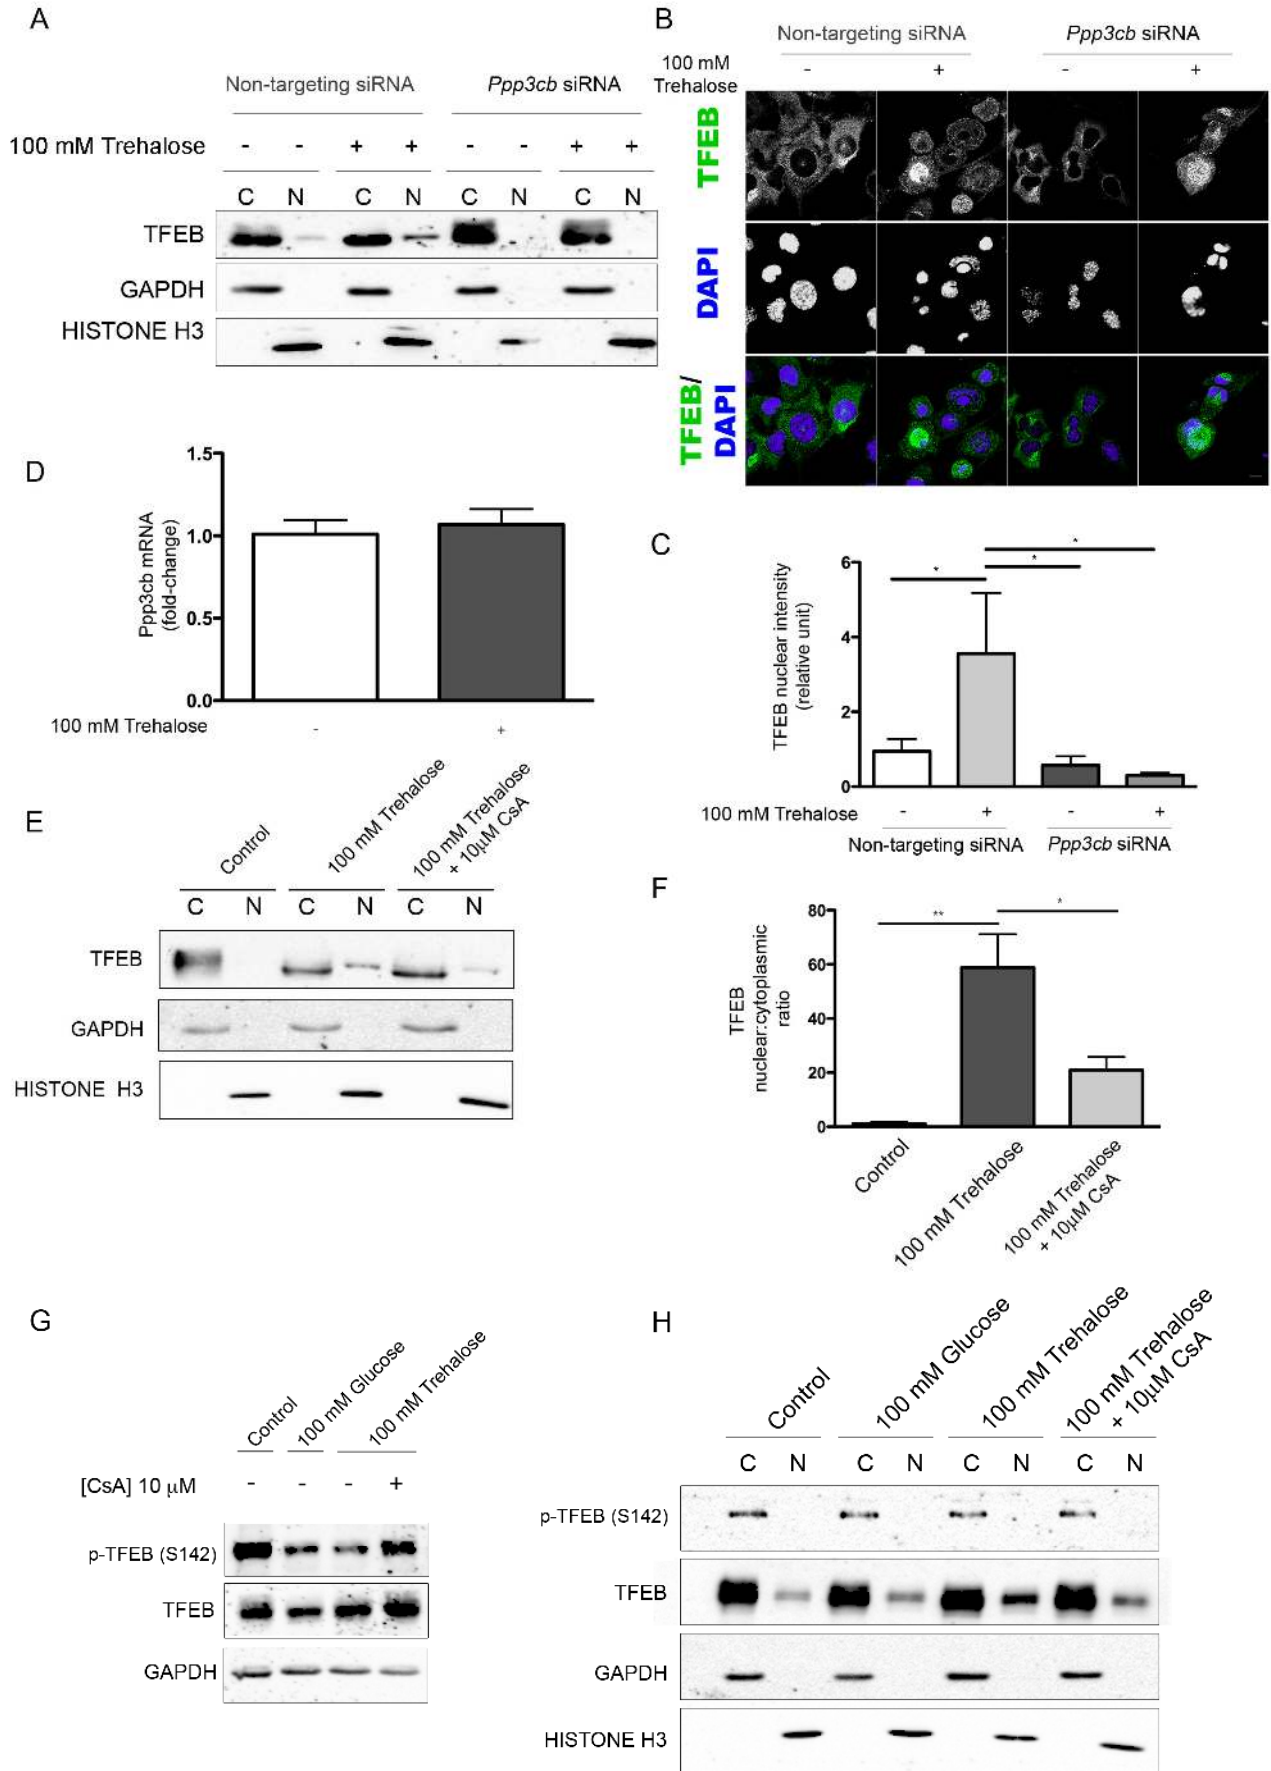 A
Non-targeting siRNA Ppp3cb siRNA
100 mM Trehalose - - + + - - + +
C N C N C N C N
TFEB
GAPDH
HISTONE H3
B
Non-targeting siRNA Ppp3cb siRNA
100 mM
Trehalose - + - +
TFEB
DAPI
TFEB/
DAPI
D
1.5
1.0
0.5
0.0
Ppp3cb mRNA
(fold-change)
100 mM Trehalose - +
C
6
4
2
0
TFEB nuclear intensity
(relative unit)
* * *
100 mM Trehalose - + - +
Non-targeting siRNA Ppp3cb siRNA
E
Control
100 mM Trehalose
100 mM Trehalose
+ 10µM CsA
C N C N C N
TFEB
GAPDH
HISTONE H3
F
80
60
40
20
0
TFEB
nuclear:cytoplasmic
ratio
** *
Control
100 mM Trehalose
100 mM Trehalose
+ 10µM CsA
G
Control
100 mM Glucose
100 mM Trehalose
[CsA] 10 µM - - - +
p-TFEB (S142)
TFEB
GAPDH
H
Control
100 mM Glucose
100 mM Trehalose
100 mM Trehalose
+ 10µM CsA
C N C N C N C N
p-TFEB (S142)
TFEB
GAPDH
HISTONE H3